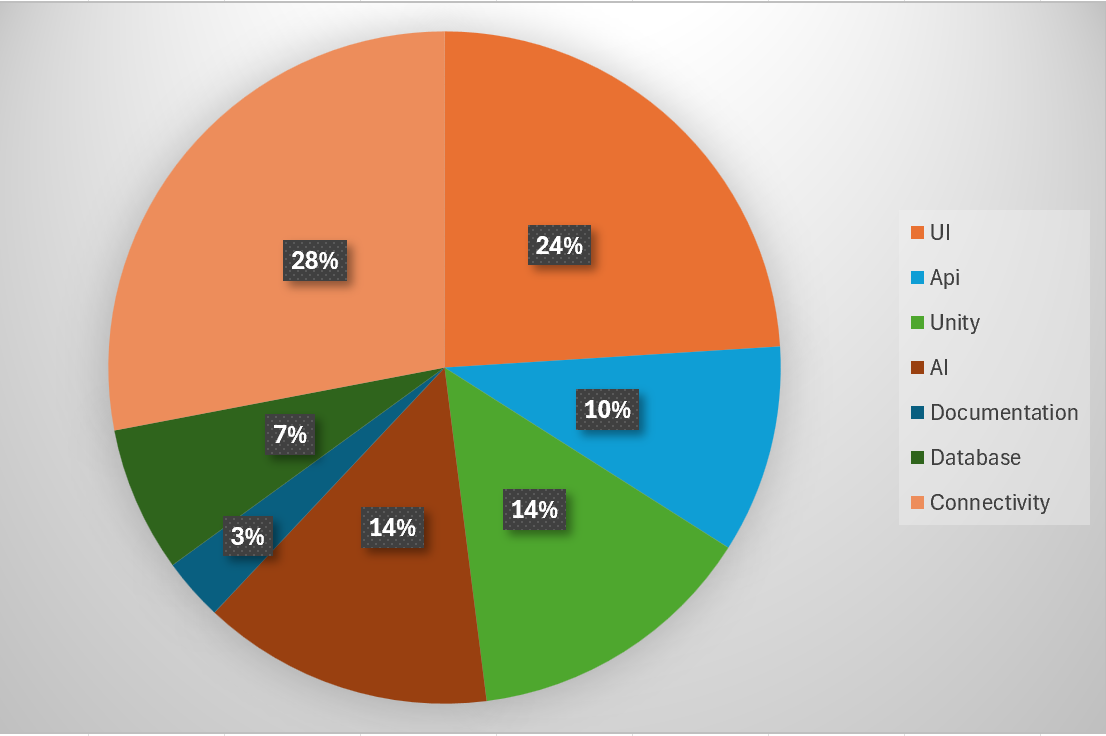 28%
24%
10%
7%
14%
14%
3%
UI
Api
Unity
AI
Documentation
Database
Connectivity